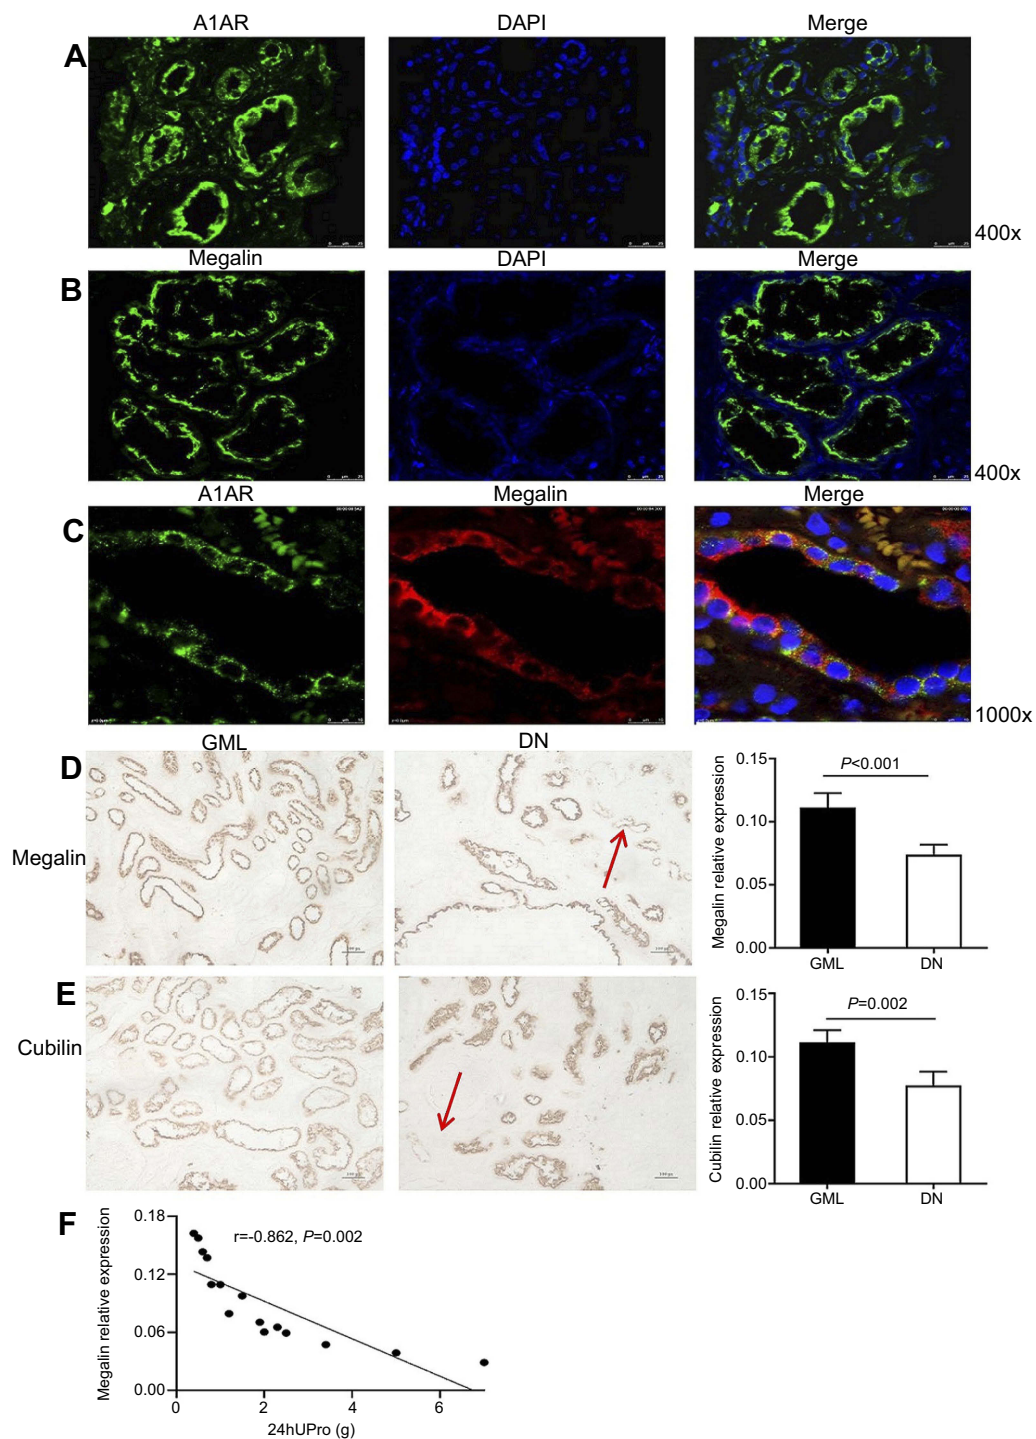 A1AR DAPI Merge
A
400x
Megalin DAPI Merge
B
400x
A1AR Megalin Merge
C
1000x
GML DN
D
Megalin
Megalin relative expression
0.15
0.10
0.05
0.00
P<0.001
GML DN
E
Cubilin
Cubilin relative expression
0.15
0.10
0.05
0.00
P=0.002
GML DN
F
Megalin relative expression
0.18
0.12
0.06
0.00
r=-0.862, P=0.002
0 2 4 6
24hUPro (g)